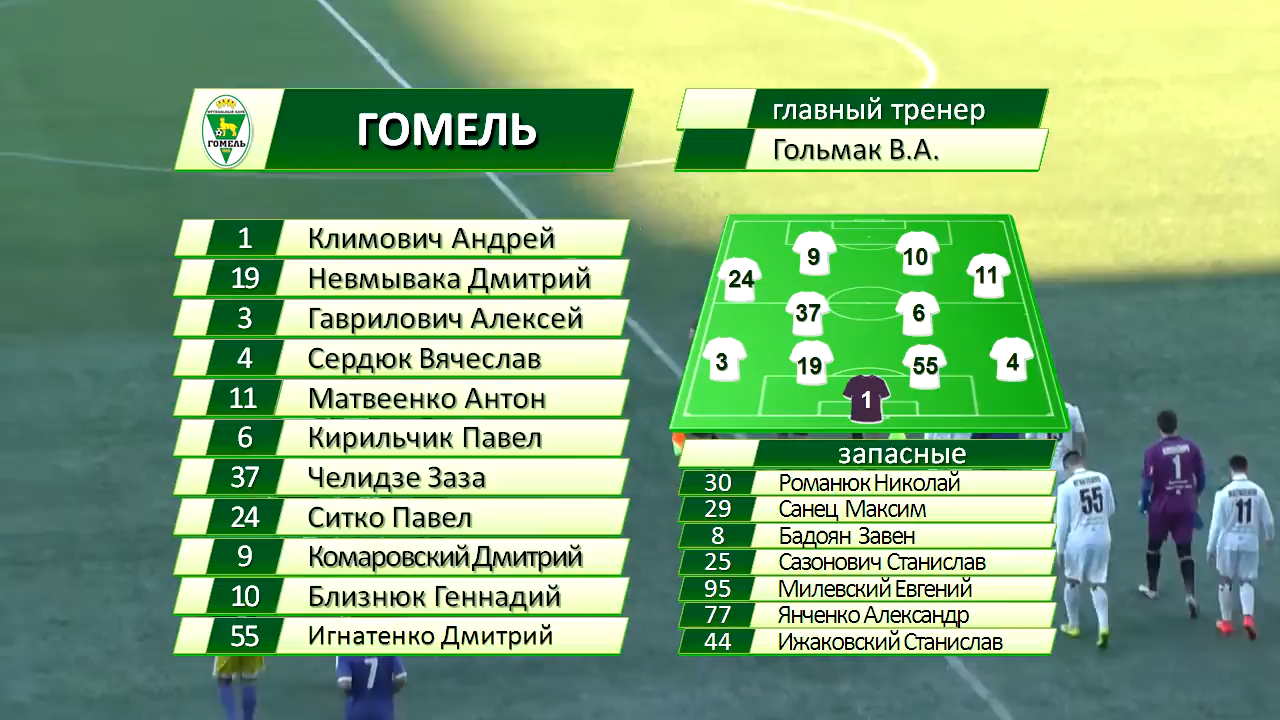 ФУТБОЛЬНЫЙ КЛУБ
ГОМЕЛЬ
ГОМЕЛЬ
главный тренер
Гольмак В.А.
1 Климович Андрей
19 Невмывака Дмитрий
3 Гаврилович Алексей
4 Сердюк Вячеслав
11 Матвеенко Антон
6 Кирильчик Павел
37 Челидзе Заза
24 Ситко Павел
9 Комаровский Дмитрий
10 Близнюк Геннадий
55 Игнатенко Дмитрий
9 10
24 11
37 6
3 19 55 4
1
запасные
30 Романюк Николай
29 Санец Максим
8 Бадоян Завен
25 Сазонович Станислав
95 Милевский Евгений
77 Янченко Александр
44 Ижаковский Станислав
1
55
11
7